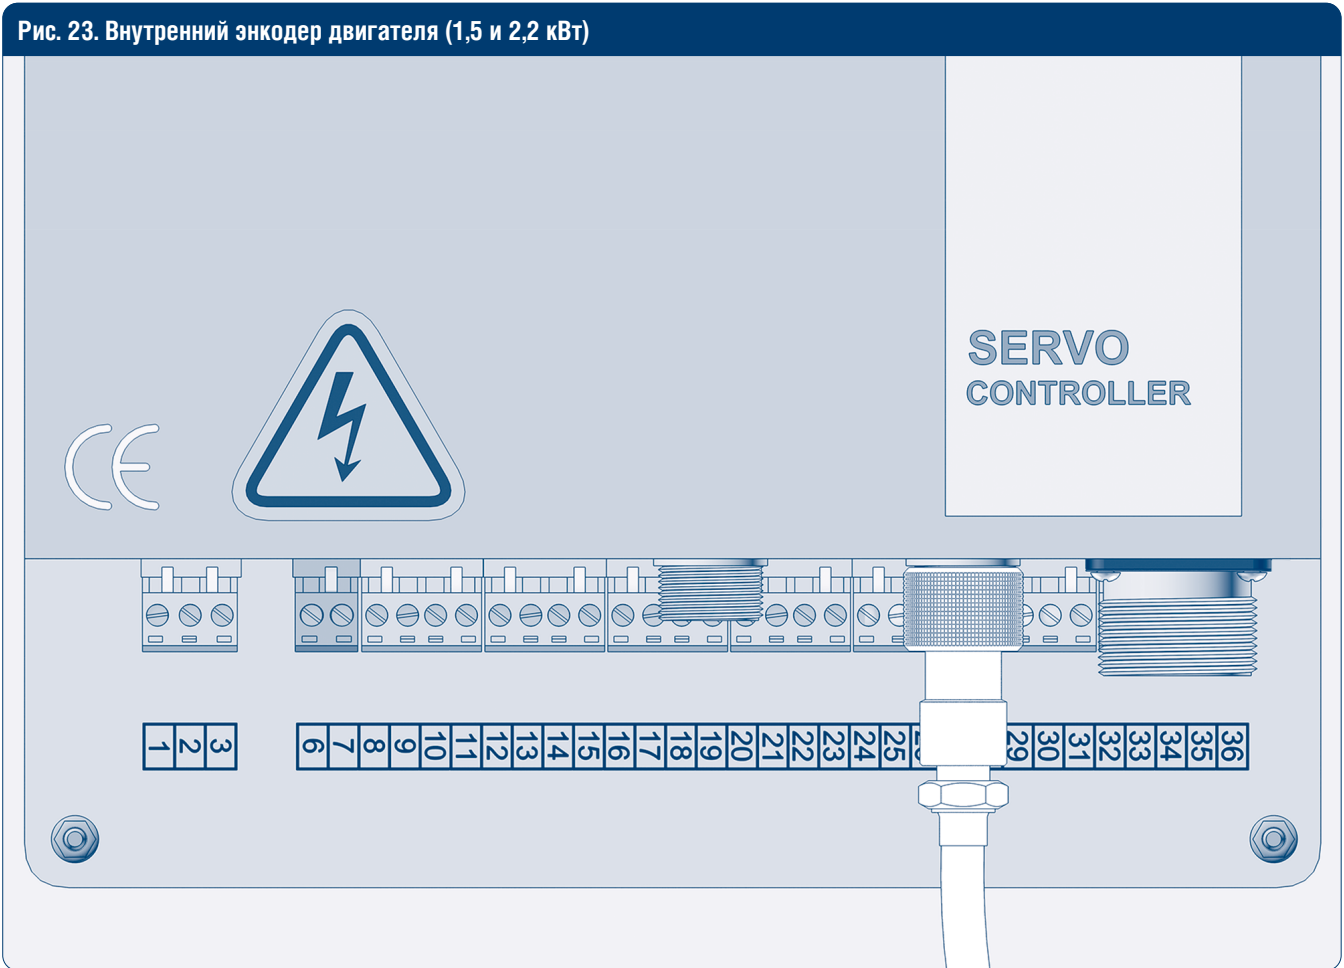 Рис. 23. Внутренний энкодер двигателя (1,5 и 2,2 кВт)
SERVO
CONTROLLER
CE
1 2 3 6 7 8 9 10 11 12 13 14 15 16 17 18 19 20 21 22 23 24 25 29 30 31 32 33 34 35 36